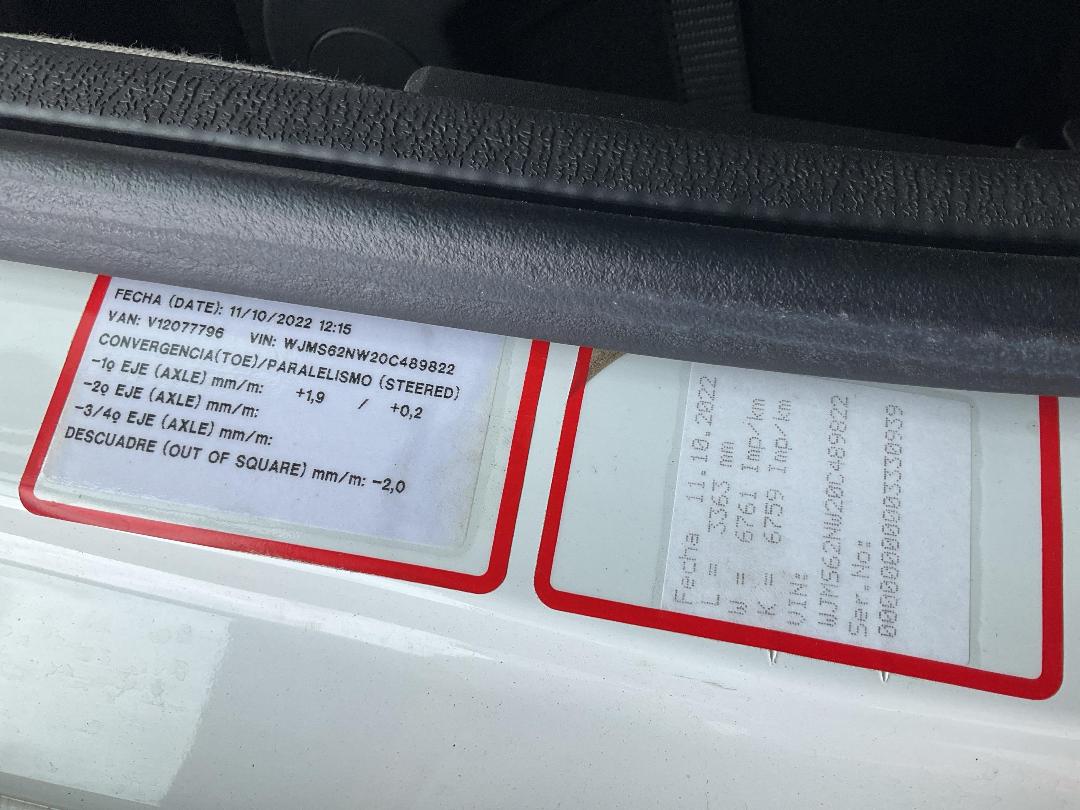 FECHA (DATE): 11/10/2022 12:15
VAN: V12077796 VIN: WJMS62NW20C489822
CONVERGENCIA(TOE)/PARALELISMO (STEERED)
-1º EJE (AXLE) mm/m: +1,9 / +0,2
-2º EJE (AXLE) mm/m:
-3/4º EJE (AXLE) mm/m:
DESCUADRE (OUT OF SQUARE) mm/m: -2,0
Fecha 11.10.2022
L = 3363 mm
W = 6761 Imp/km
K = 6759 Imp/km
VIN:
WJMS62NW20C489822
Ser.No:
0000000003330939